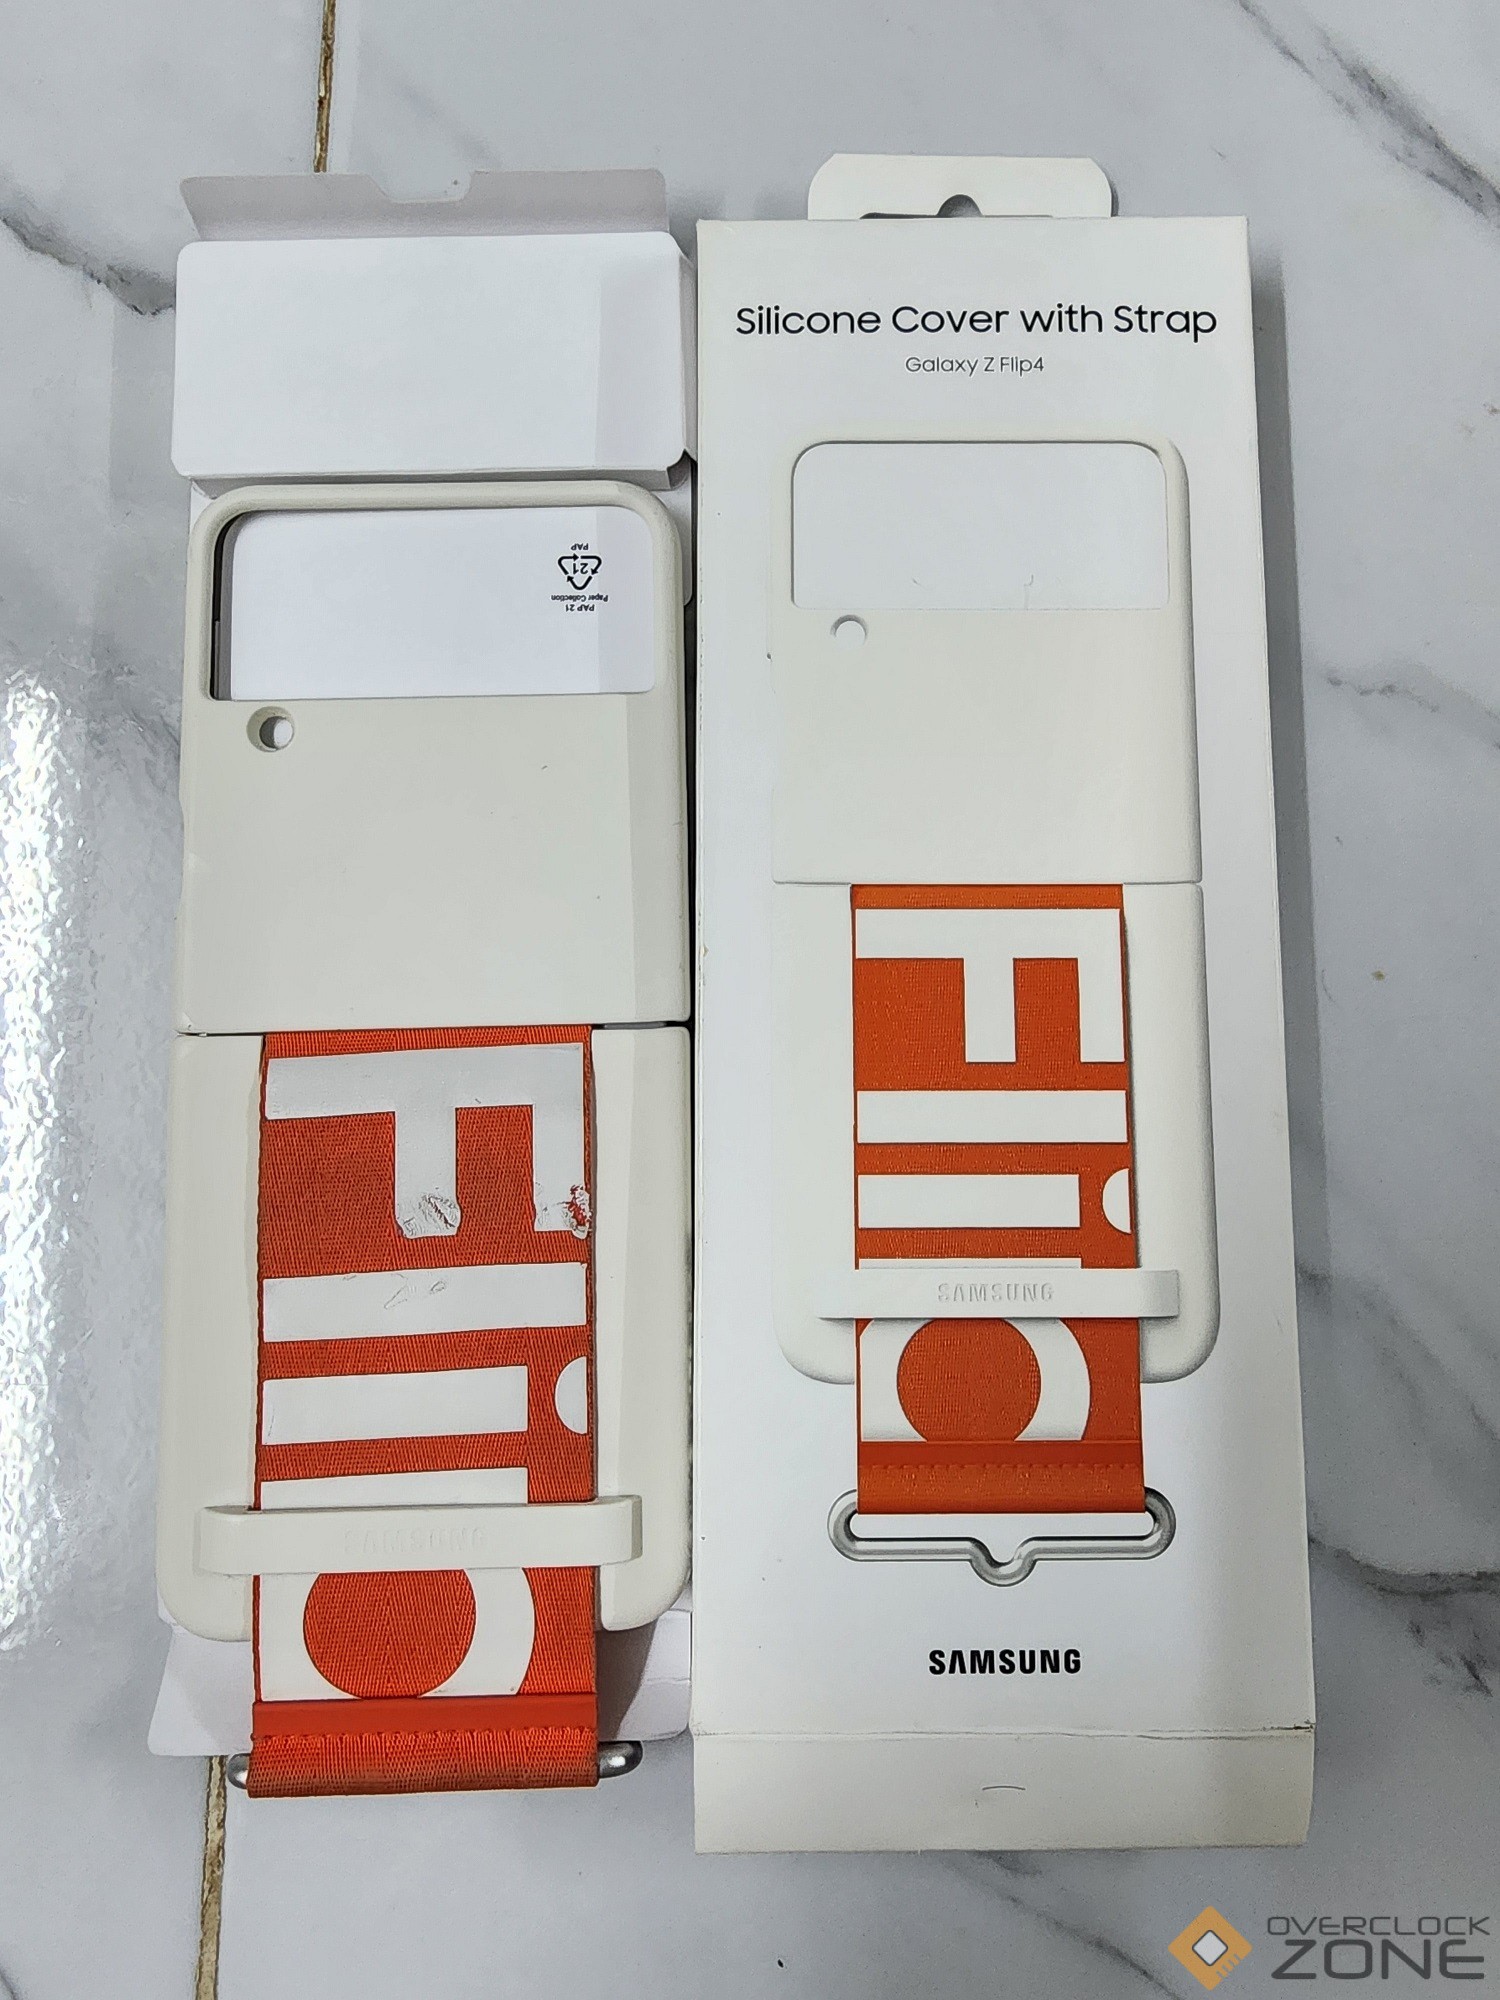 Silicone Cover with Strap
Galaxy Z Flip4
PAP
21
Paper Collection
PAP 21
Flip
SAMSUNG
Flip
SAMSUNG
SAMSUNG
OVERCLOCK
ZONE